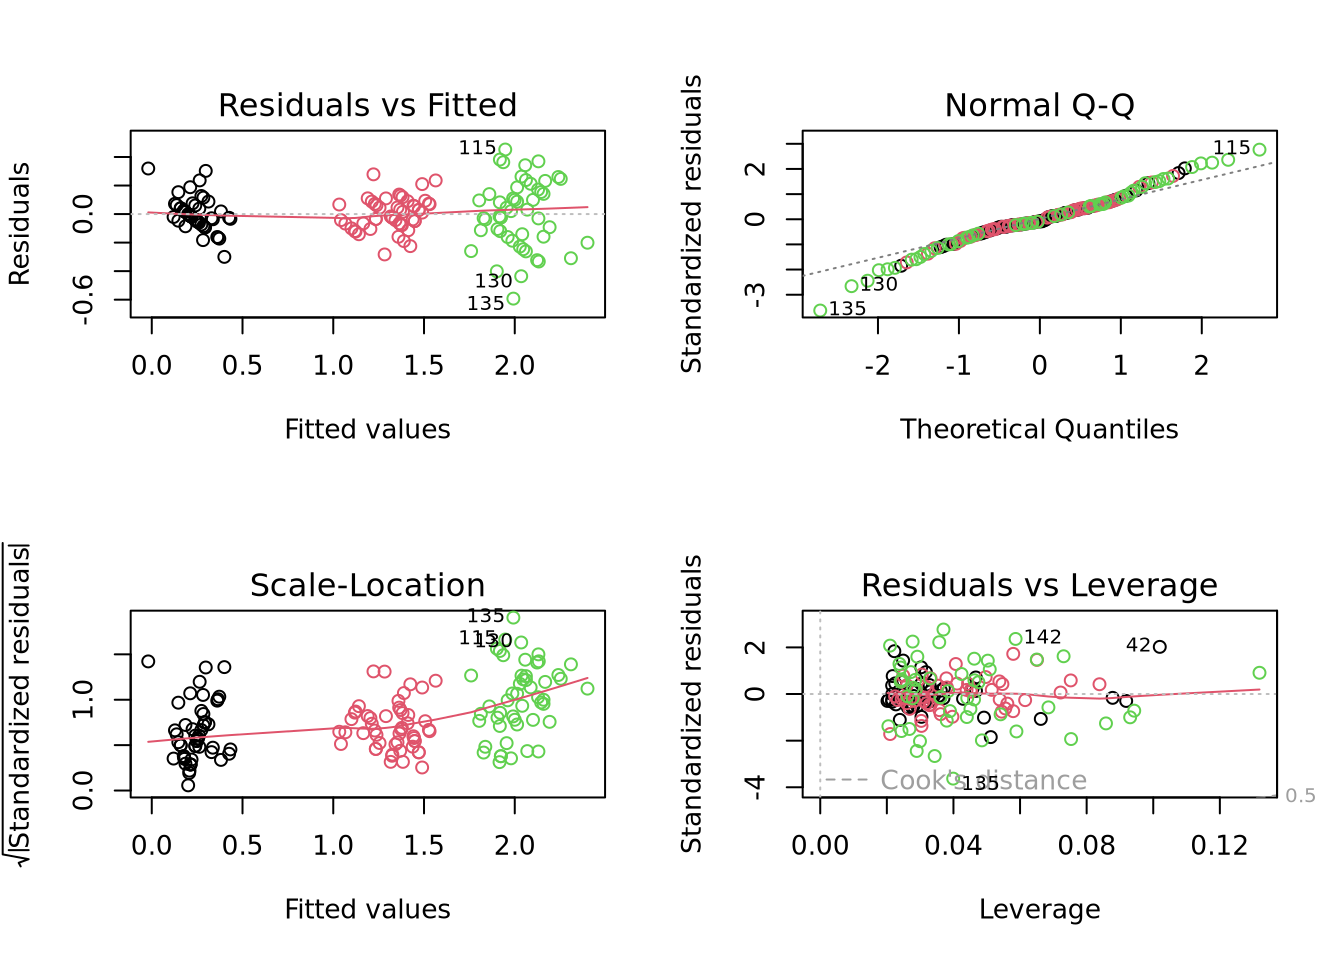 Residuals vs Fitted
Residuals
0.0
-0.6
115
130
135
0.0 0.5 1.0 1.5 2.0
Fitted values
Normal Q-Q
Standardized residuals
2
0
-3
115
130
135
-2 -1 0 1 2
Theoretical Quantiles
Scale-Location
√|Standardized residuals|
1.0
0.0
135
115
130
0.0 0.5 1.0 1.5 2.0
Fitted values
Residuals vs Leverage
Standardized residuals
2
0
-4
142
42
135
Cook's distance
0.5
0.00 0.04 0.08 0.12
Leverage